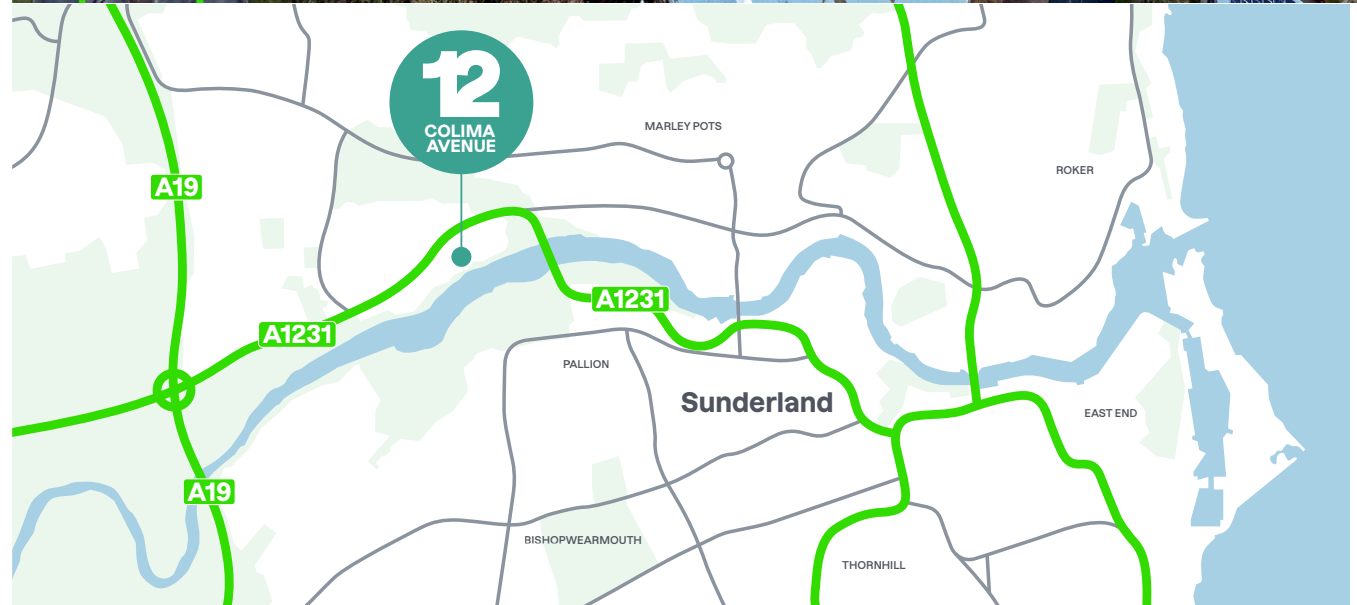 12
COLIMA
AVENUE
MARLEY POTS
ROKER
A19
A1231
A1231
PALLION
Sunderland
EAST END
A19
BISHOPWEARMOUTH
THORNHILL